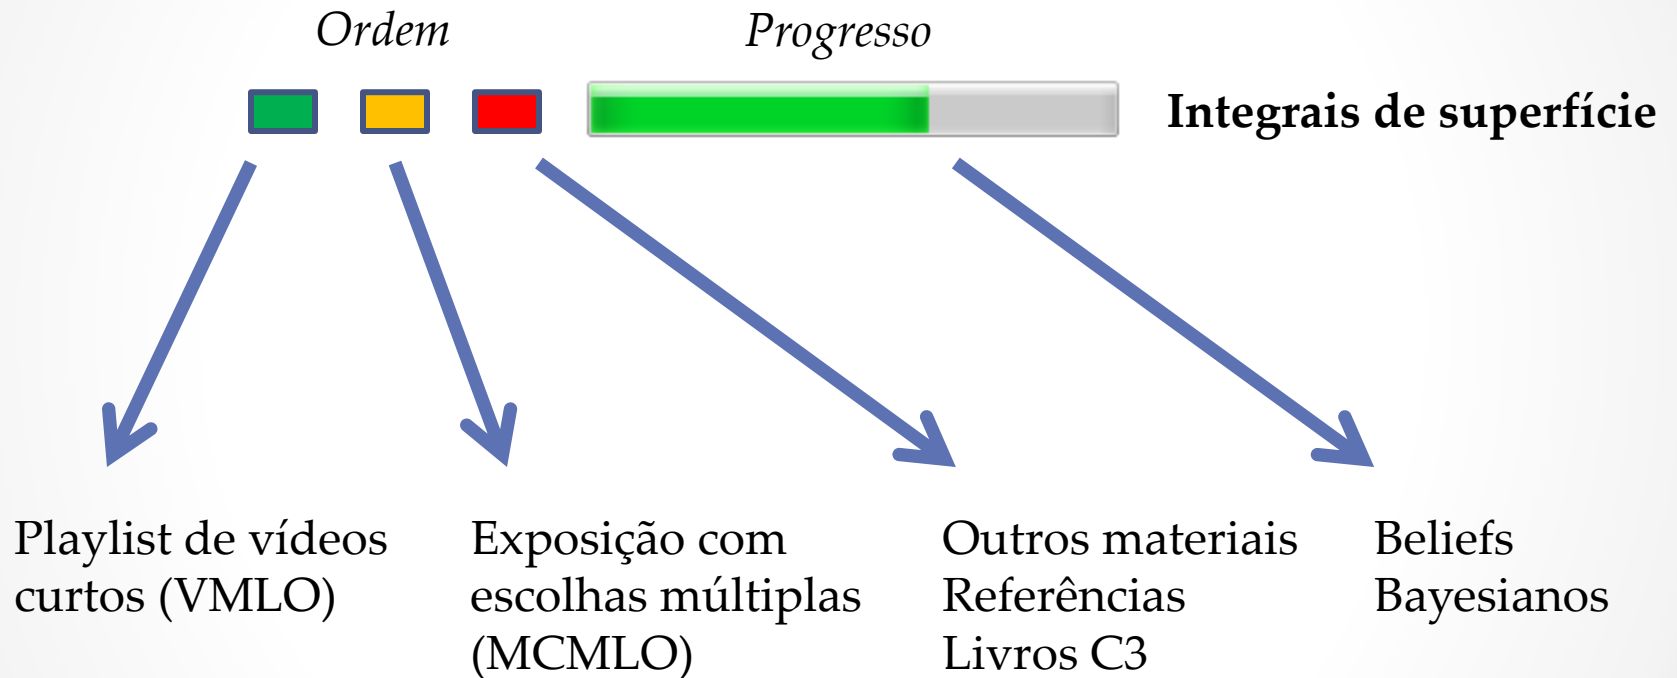 Ordem
Progresso
Integrais de superfície
Playlist de vídeos
curtos (VMLO)
Exposição com
escolhas múltiplas
(MCMLO)
Outros materiais
Referências
Livros C3
Beliefs
Bayesianos